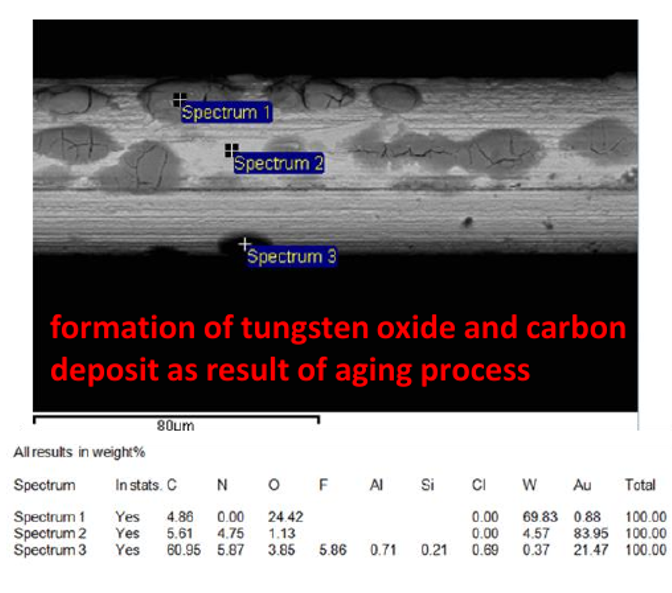 Spectrum 1
Spectrum 2
Spectrum 3
formation of tungsten oxide and carbon
deposit as result of aging process
80um
All results in weight%
Spectrum In stats. C N O F Al Si Cl W Au Total
Spectrum 1 Yes 4.86 0.00 24.42 0.00 69.83 0.88 100.00
Spectrum 2 Yes 5.61 4.75 1.13 0.00 4.57 83.95 100.00
Spectrum 3 Yes 60.95 5.87 3.85 5.86 0.71 0.21 0.69 0.37 21.47 100.00